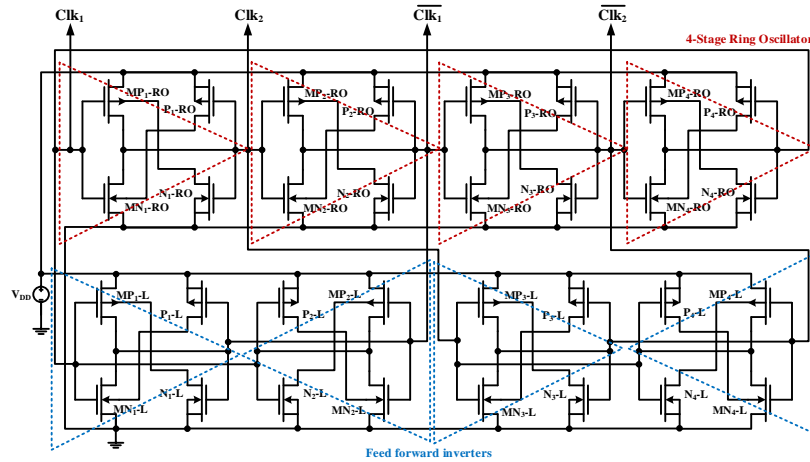 Clk1 Clk2 Clk1 Clk2
4-Stage Ring Oscillator
MP1-RO MP2-RO MP3-RO MP4-RO
P1-RO P2-RO P3-RO P4-RO
N1-RO N2-RO N3-RO N4-RO
MN1-RO MN2-RO MN3-RO MN4-RO
VDD
MP1-L MP2-L MP3-L MP4-L
P1-L P2-L P3-L P4-L
N1-L N2-L N3-L N4-L
MN1-L MN2-L MN3-L MN4-L
Feed forward inverters